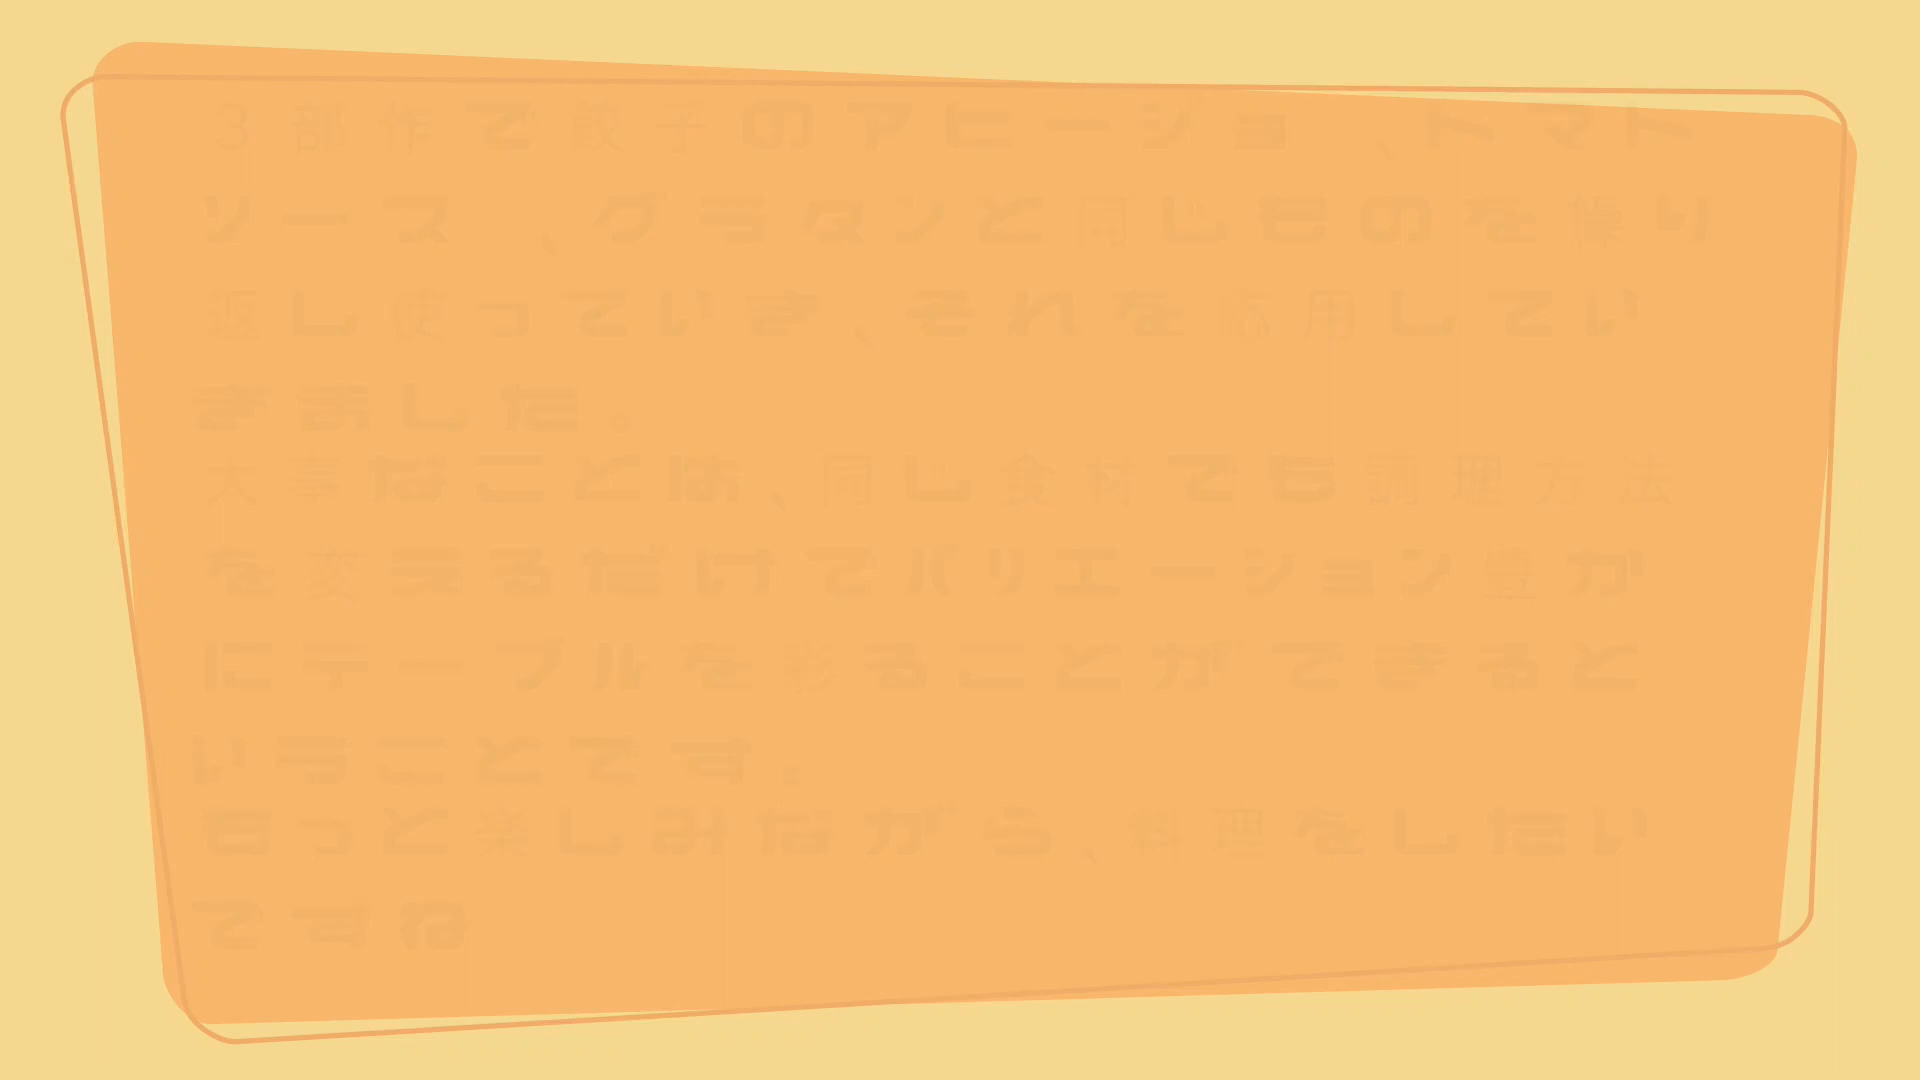 3部作で餃子のアヒージョ、トマト
ソース、グラタンと同じものを繰り
返し使っていき、それを応用してい
きました。
大事なことは、同じ食材でも調理方法
を変えるだけでバリエーション豊か
にテーブルを彩ることができると
いうことです。
もっと楽しみながら、料理をしたい
ですね